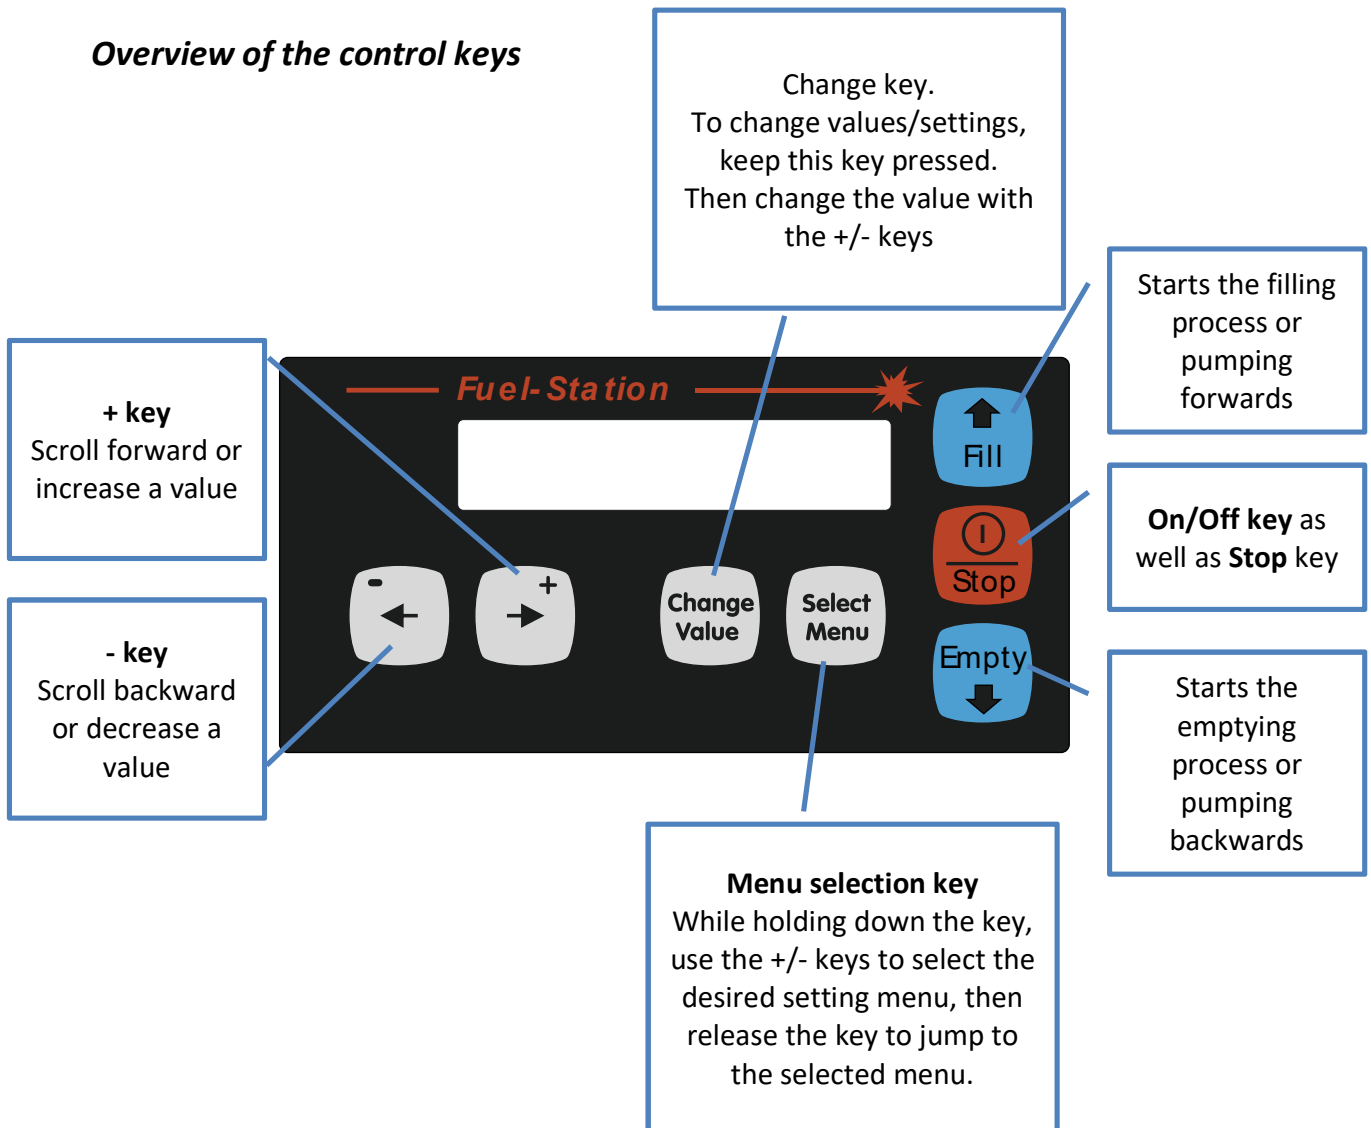 Overview of the control keys
Change key.
To change values/settings,
keep this key pressed.
Then change the value with
the +/- keys
Starts the filling
process or
pumping
forwards
+ key
Scroll forward or
increase a value
Fuel-Station
Fill
On/Off key as
well as Stop key
Stop
- key
Scroll backward
or decrease a
value
-
+
Change
Value
Select
Menu
Empty
Starts the
emptying
process or
pumping
backwards
Menu selection key
While holding down the key,
use the +/- keys to select the
desired setting menu, then
release the key to jump to
the selected menu.